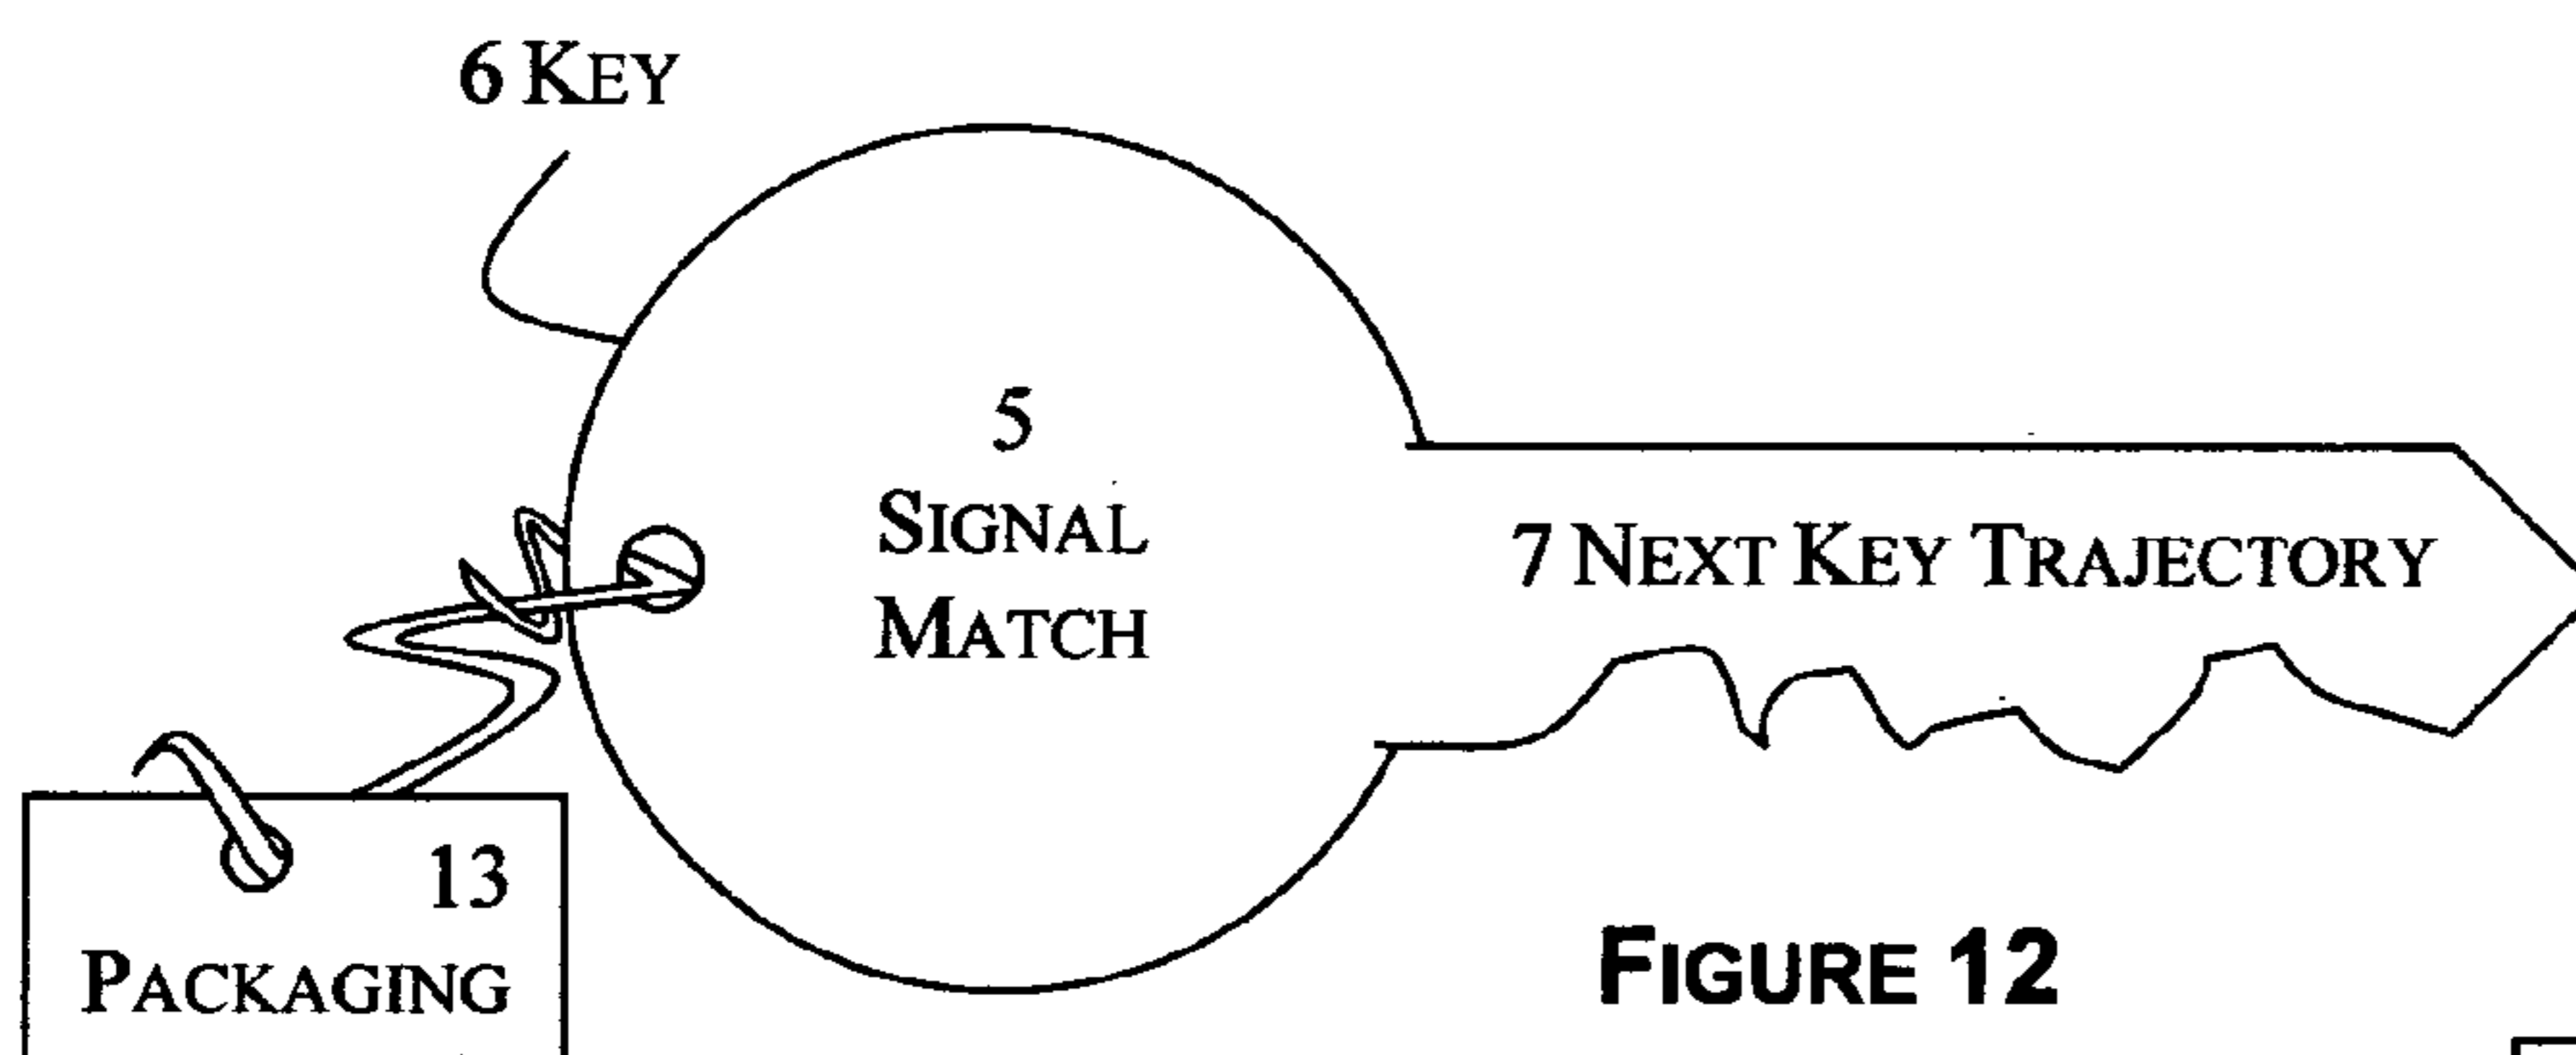 6 KEY
5
SIGNAL
MATCH
7 NEXT KEY TRAJECTORY
13
PACKAGING
FIGURE 12